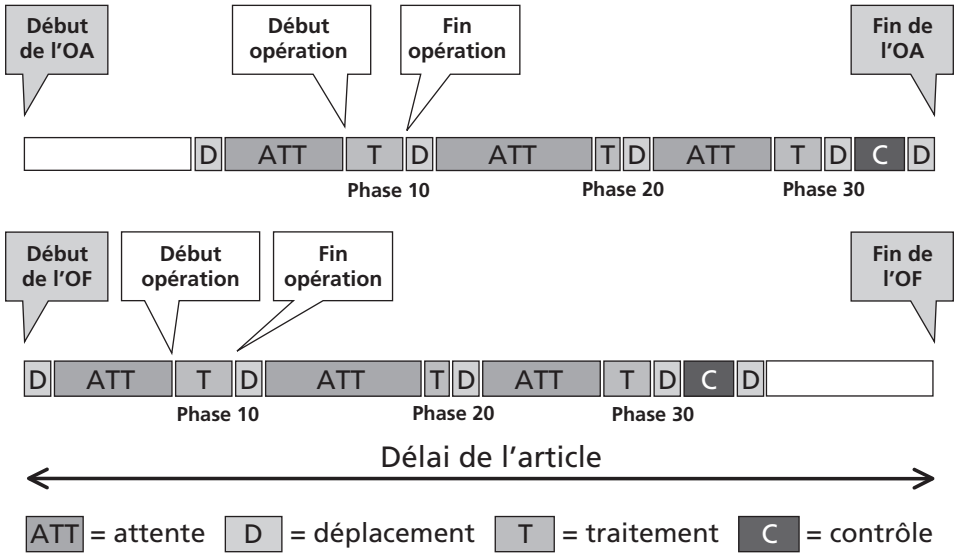 Début
de l'OA
Début
opération
Fin
opération
Fin de
l'OA
D ATT T D ATT T D ATT T D C D
Phase 10 Phase 20 Phase 30
Début
de l'OF
Début
opération
Fin
opération
Fin de
l'OF
D ATT T D ATT T D ATT T D C D
Phase 10 Phase 20 Phase 30
Délai de l'article
ATT = attente D = déplacement T = traitement C = contrôle